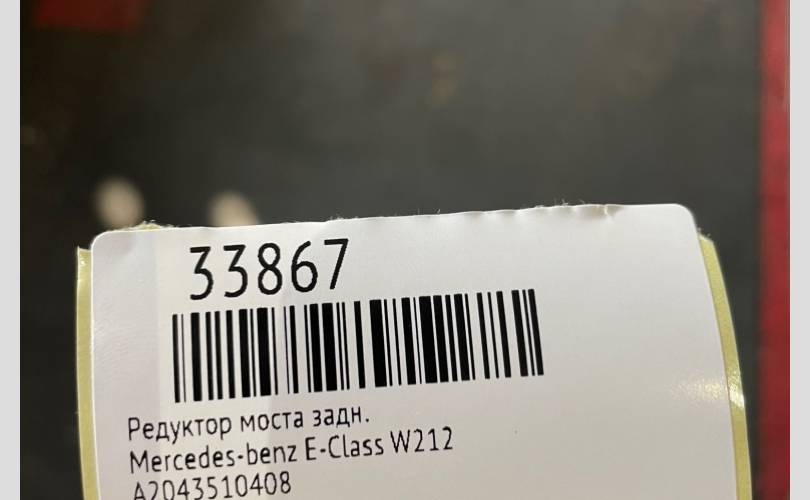 33867
Редуктор моста задн.
Mercedes-benz E-Class W212
A2043510408